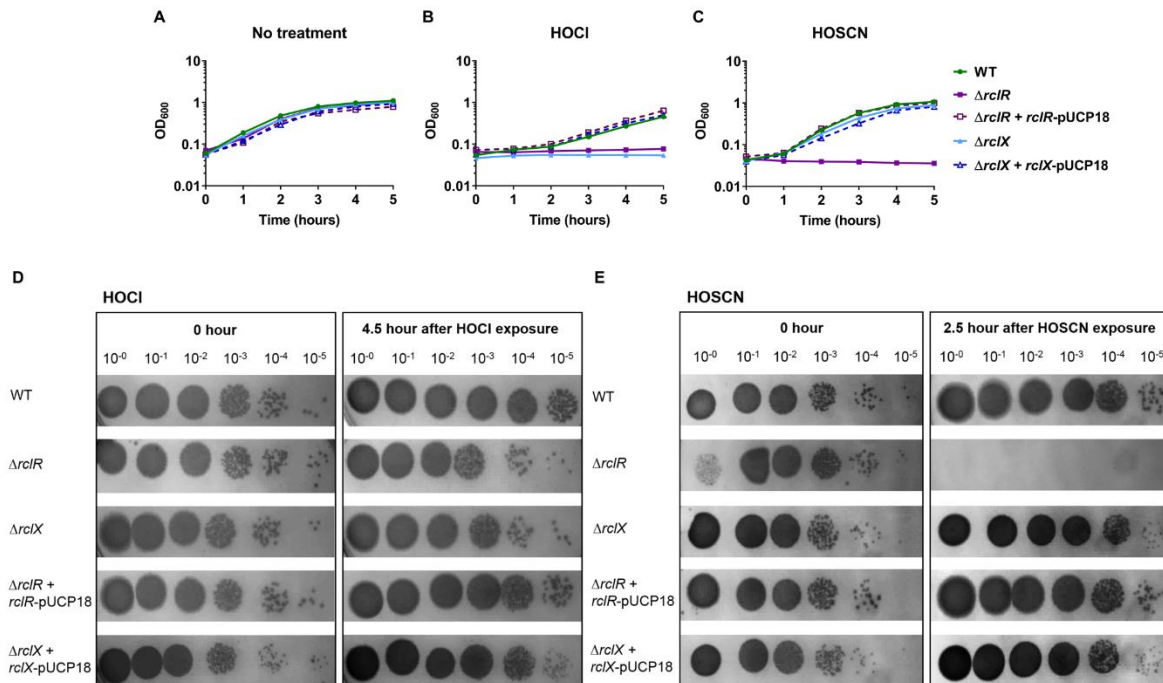 A
No treatment
OD600
10
1
0.1
0.01
0 1 2 3 4 5
Time (hours)
B
HOCl
OD600
10
1
0.1
0.01
0 1 2 3 4 5
Time (hours)
C
HOSCN
OD600
10
1
0.1
0.01
0 1 2 3 4 5
Time (hours)
WT
ΔrclR
ΔrclR + rclR-pUCP18
ΔrclX
ΔrclX + rclX-pUCP18
D
HOCl
0 hour
10-0 10-1 10-2 10-3 10-4 10-5
4.5 hour after HOCl exposure
10-0 10-1 10-2 10-3 10-4 10-5
WT
ΔrclR
ΔrclX
ΔrclR +
rclR-pUCP18
ΔrclX +
rclX-pUCP18
E
HOSCN
0 hour
10-0 10-1 10-2 10-3 10-4 10-5
2.5 hour after HOSCN exposure
10-0 10-1 10-2 10-3 10-4 10-5
WT
ΔrclR
ΔrclX
ΔrclR +
rclR-pUCP18
ΔrclX +
rclX-pUCP18